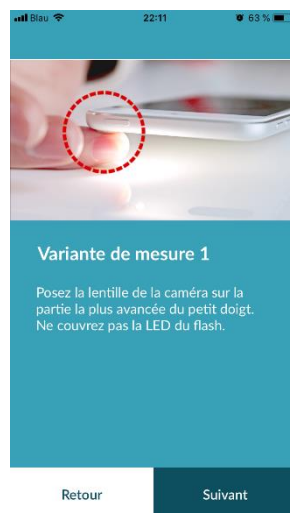 Blau 22:11 63 %
Variante de mesure 1
Posez la lentille de la caméra sur la
partie la plus avancée du petit doigt.
Ne couvrez pas la LED du flash.
Retour Suivant